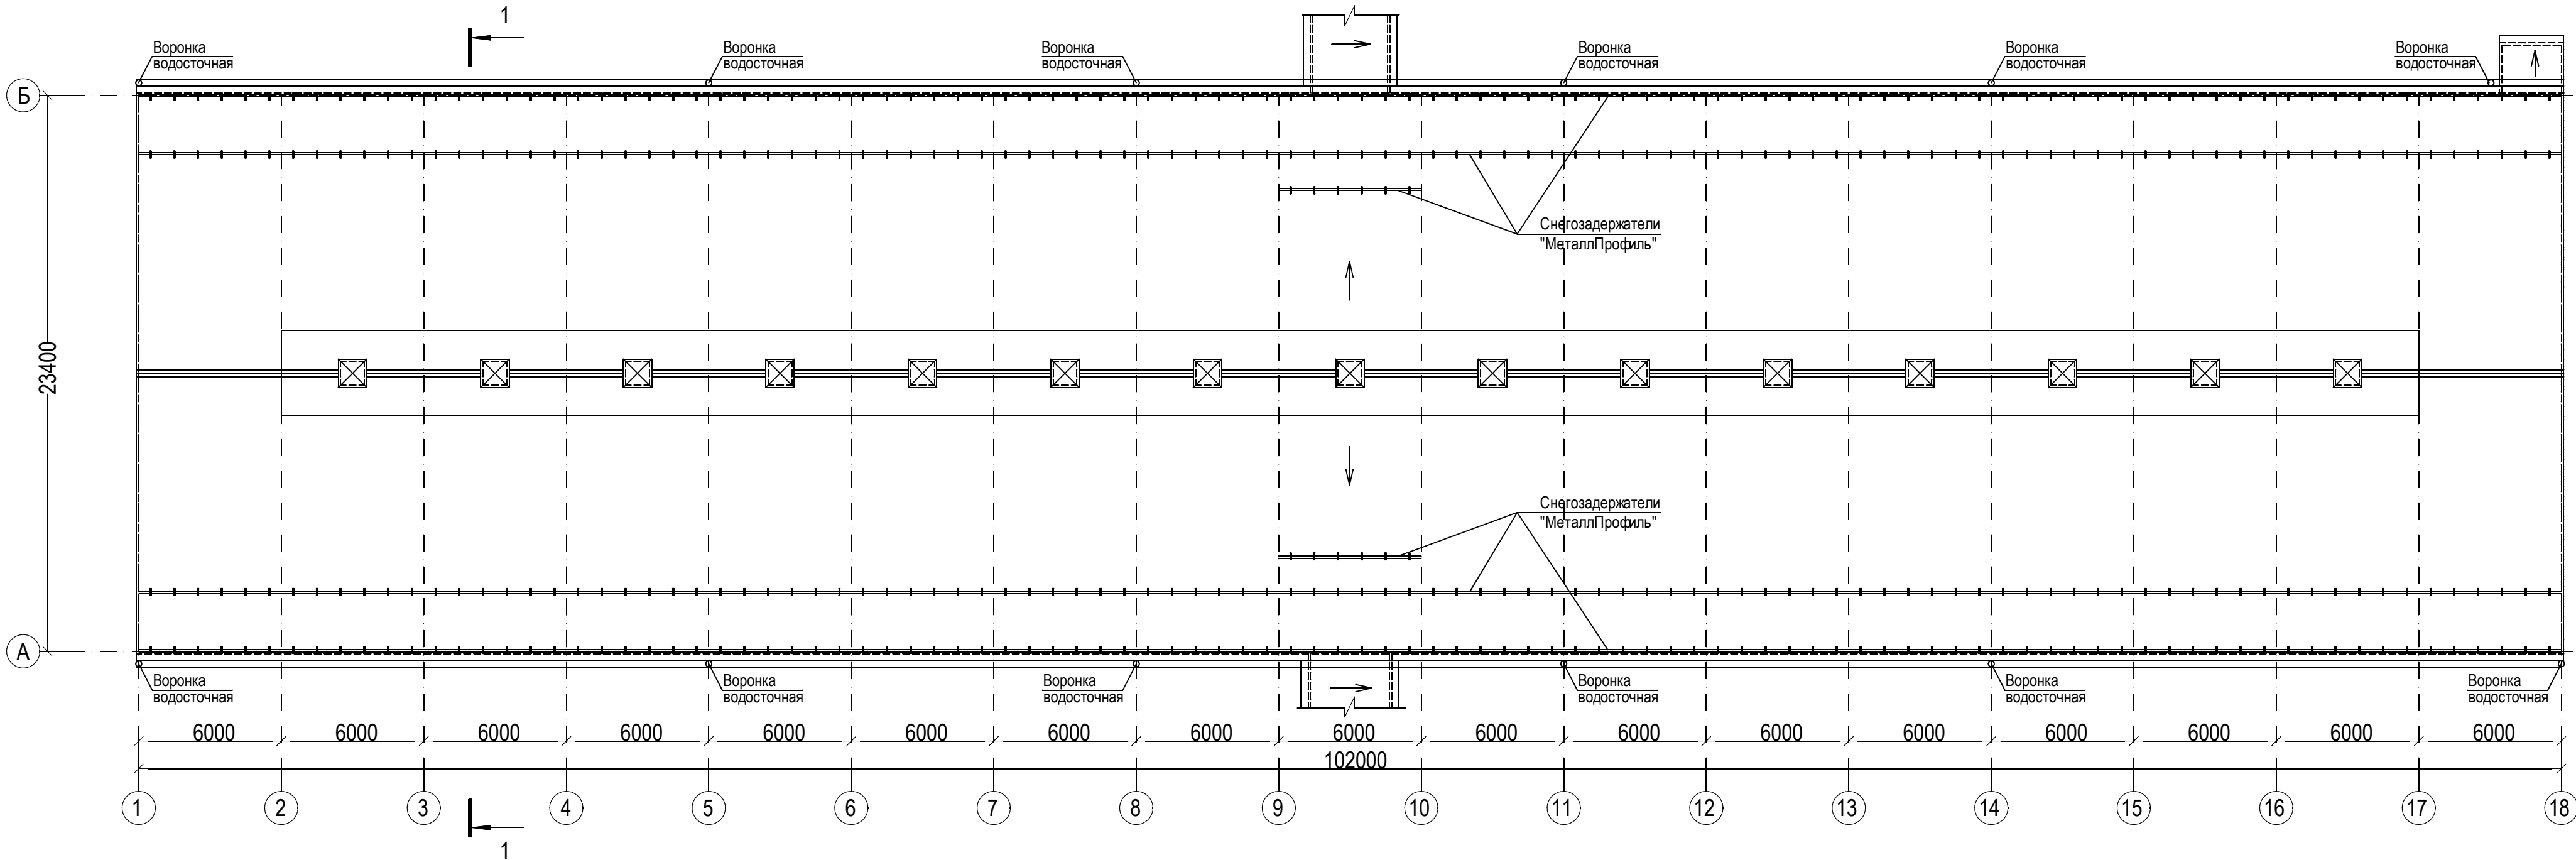 1
Воронка
водосточная
Воронка
водосточная
Воронка
водосточная
Воронка
водосточная
Воронка
водосточная
Воронка
водосточная
Б
Снегозадержатели
"МеталлПрофиль"
23400
Снегозадержатели
"МеталлПрофиль"
А
Воронка
водосточная
Воронка
водосточная
Воронка
водосточная
Воронка
водосточная
Воронка
водосточная
Воронка
водосточная
6000 6000 6000 6000 6000 6000 6000 6000 6000 6000 6000 6000 6000 6000 6000 6000 6000
102000
1 2 3 4 5 6 7 8 9 10 11 12 13 14 15 16 17 18
1